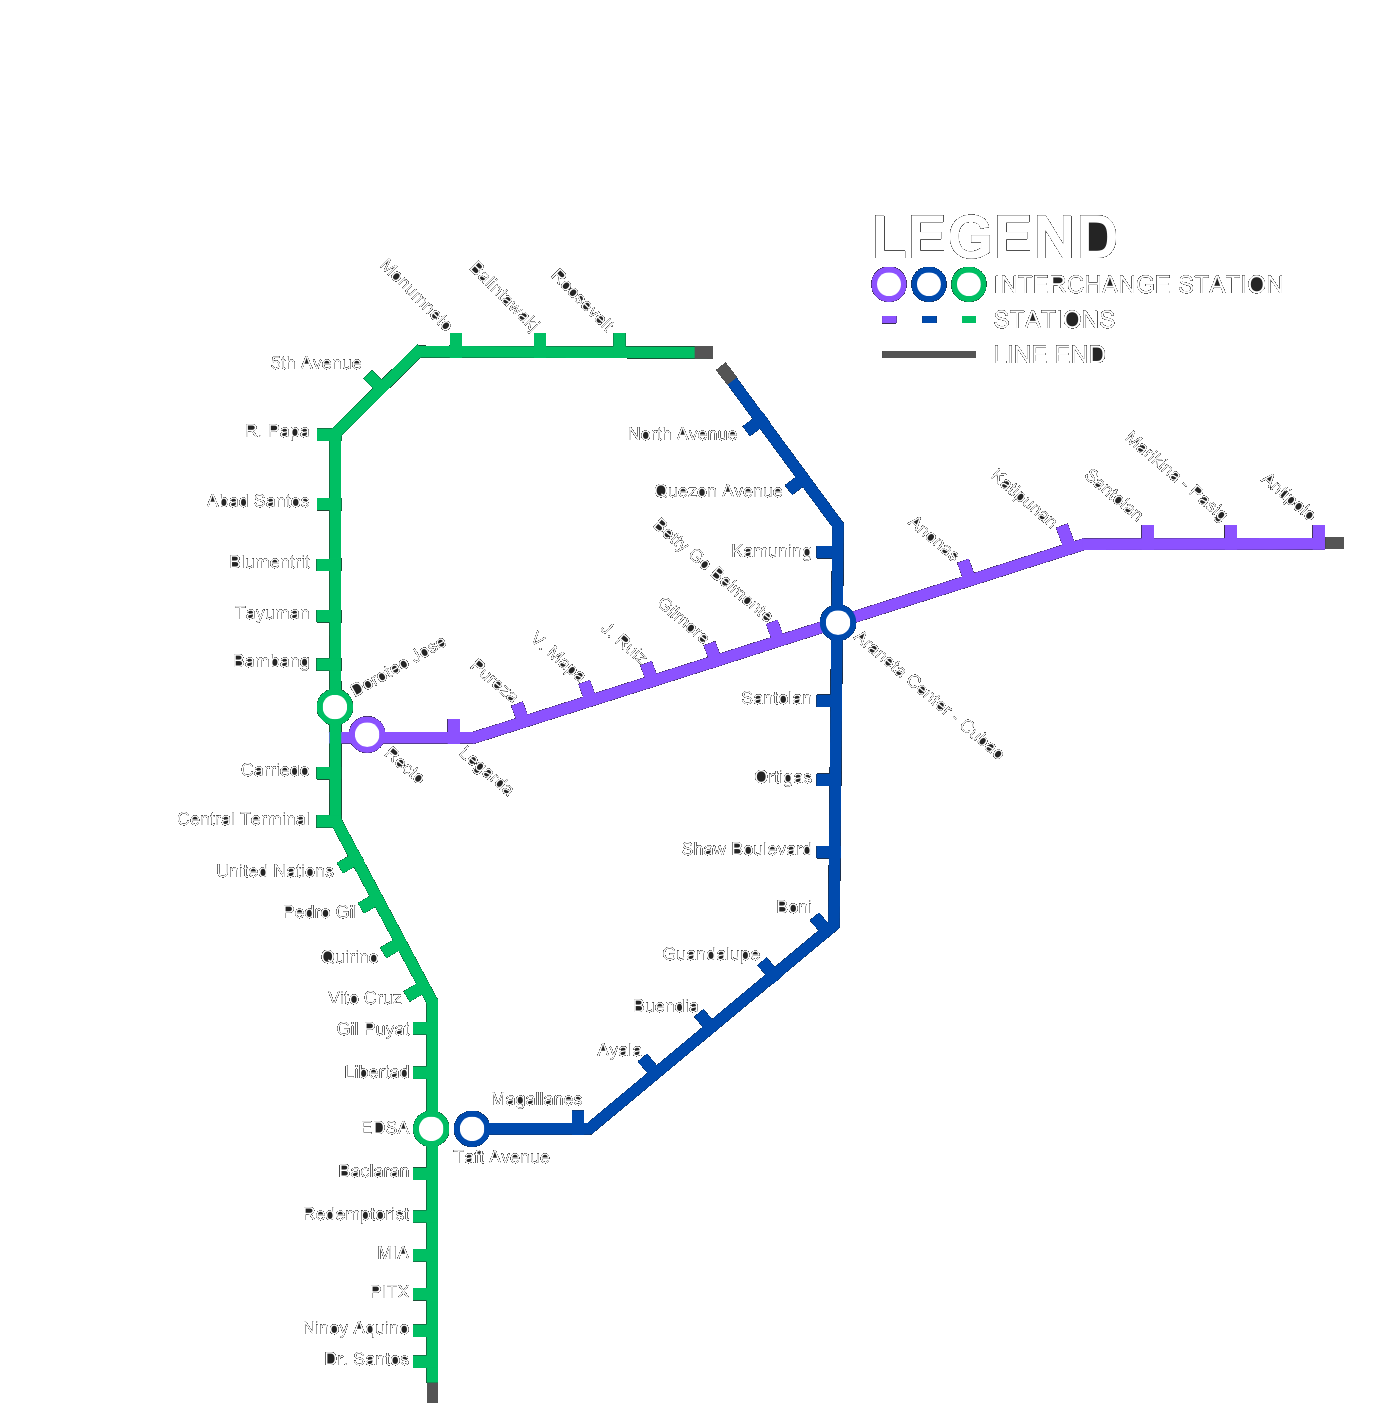 LEGEND
INTERCHANGE STATION
STATIONS
LINE END
Monumneto
Balintawak
Roosevelt
5th Avenue
R. Papa
Abad Santos
Blumentrit
Tayuman
Bambang
Doroteo Jose
Carriedo
Central Terminal
United Nations
Pedro Gil
Quirino
Vito Cruz
Gil Puyat
Libertad
EDSA
Baclaran
Redemptorist
MIA
PITX
Ninoy Aquino
Dr. Santos
Recto
Legarda
Pureza
V. Mapa
J. Ruiz
Gilmore
Betty Go Belmonte
Araneta Center - Cubao
Anonas
Katipunan
Santolan
Marikina - Pasig
Antipolo
North Avenue
Quezon Avenue
Kamuning
Santolan
Ortigas
Shaw Boulevard
Boni
Guandalupe
Buendia
Ayala
Magallanes
Taft Avenue